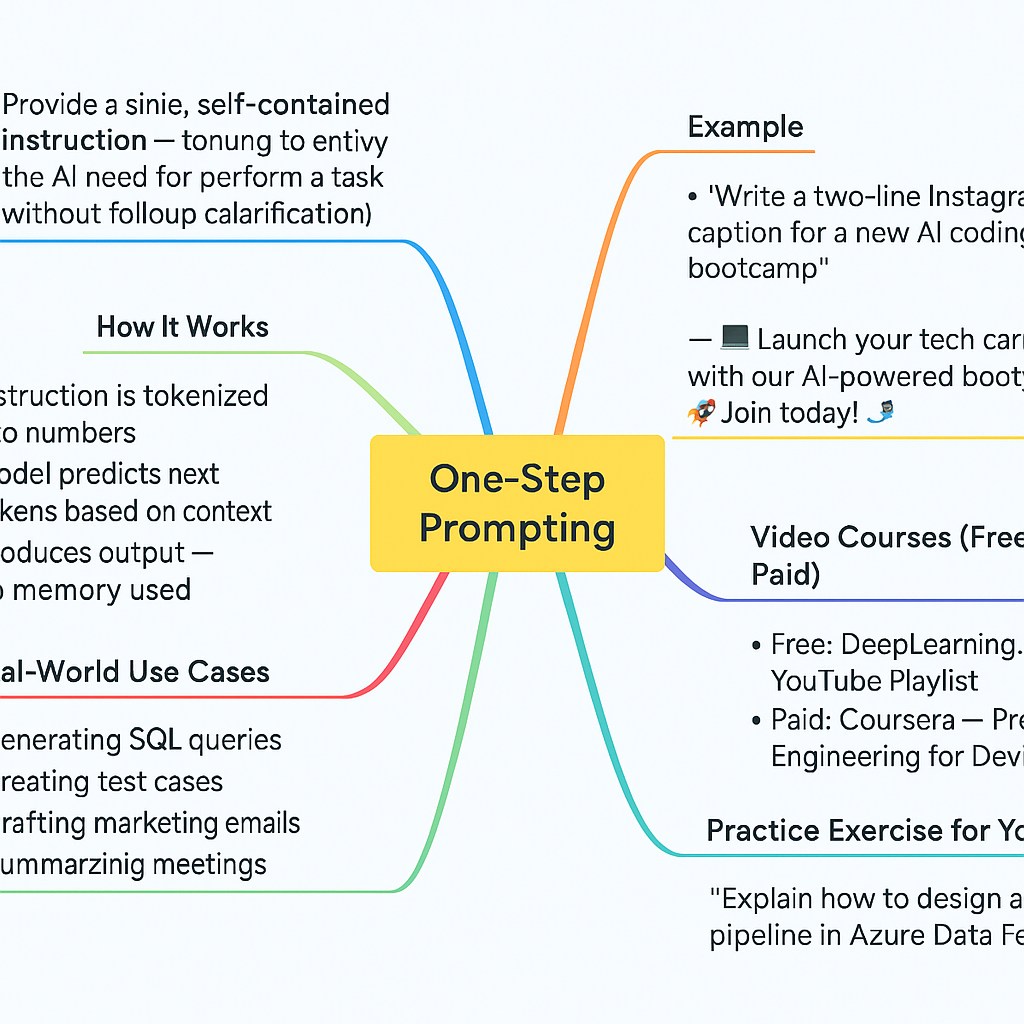 Provide a sinie, self-contained
instruction — tonung to entivy
the AI need for perform a task
without folloup calarification)
How It Works
struction is tokenized
to numbers
odel predicts next
kens based on context
oduces output —
o memory used
al-World Use Cases
enerating SQL queries
reating test cases
rafting marketing emails
ummarzinig meetings
One-Step
Prompting
Example
• 'Write a two-line Instagra
caption for a new AI coding
bootcamp"
— 💻 Launch your tech car
with our AI-powered booty
🚀 Join today!
Video Courses (Free
Paid)
• Free: DeepLearning.
YouTube Playlist
• Paid: Coursera — Pre
Engineering for Devi
Practice Exercise for Yo
"Explain how to design a
pipeline in Azure Data Fe